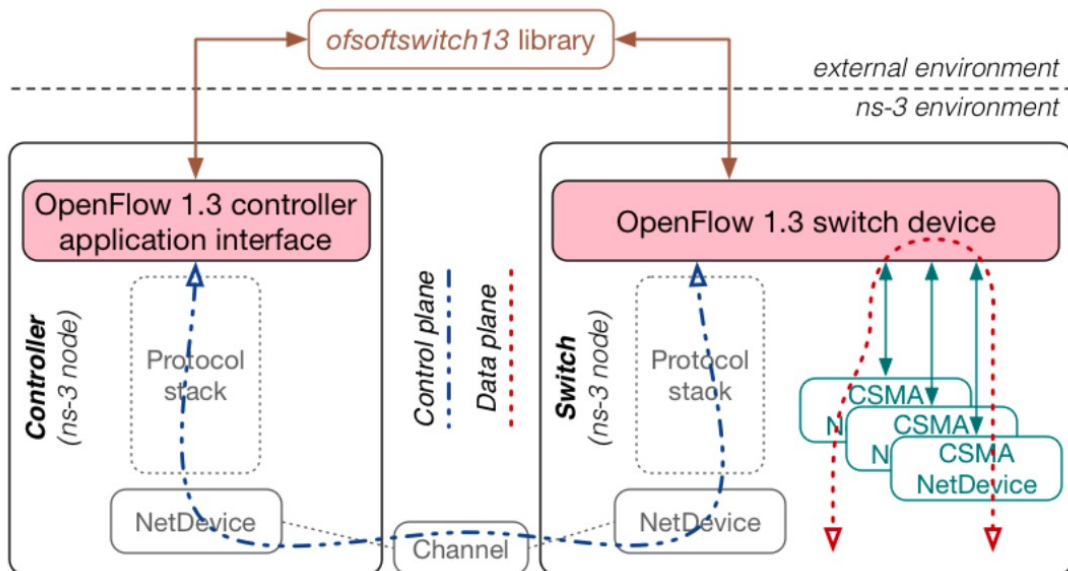 ofsoftswitch13 library
external environment
ns-3 environment
OpenFlow 1.3 controller
application interface
OpenFlow 1.3 switch device
Controller
(ns-3 node)
Protocol
stack
Control plane
Data plane
Switch
(ns-3 node)
Protocol
stack
CSMA
N
CSMA
N
CSMA
NetDevice
NetDevice
Channel
NetDevice